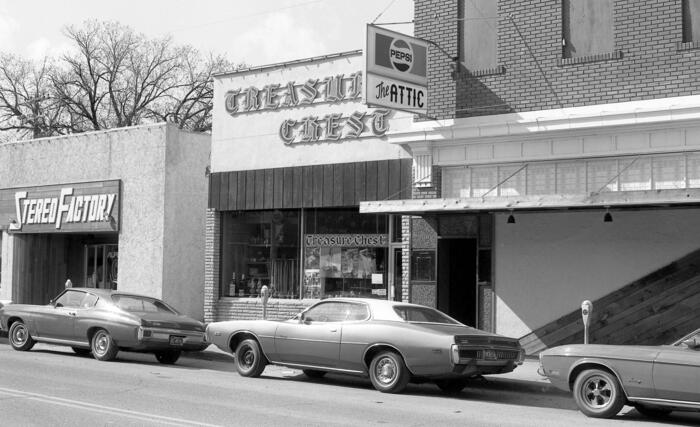 STEREO FACTORY
TREASURE
CHEST
PEPSI
The ATTIC
Treasure Chest